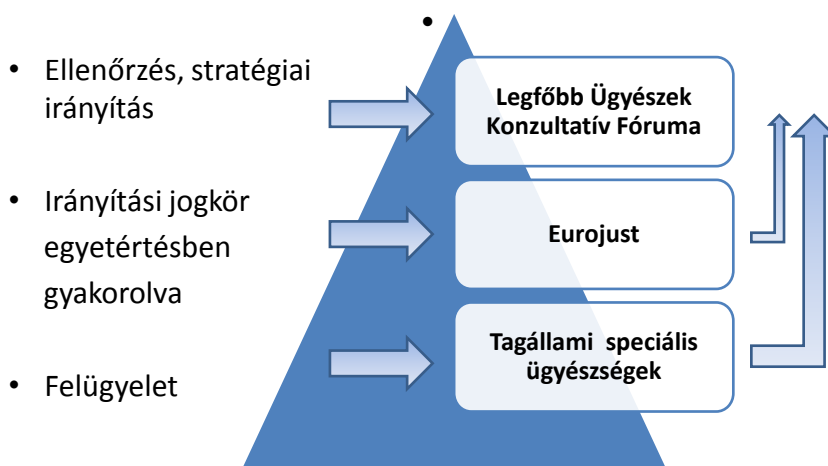 •
• Ellenőrzés, stratégiai
irányítás
• Irányítási jogkör
egyetértésben
gyakorolva
• Felügyelet
Legfőbb Ügyészek
Konzultatív Fóruma
Eurojust
Tagállami speciális
ügyészségek